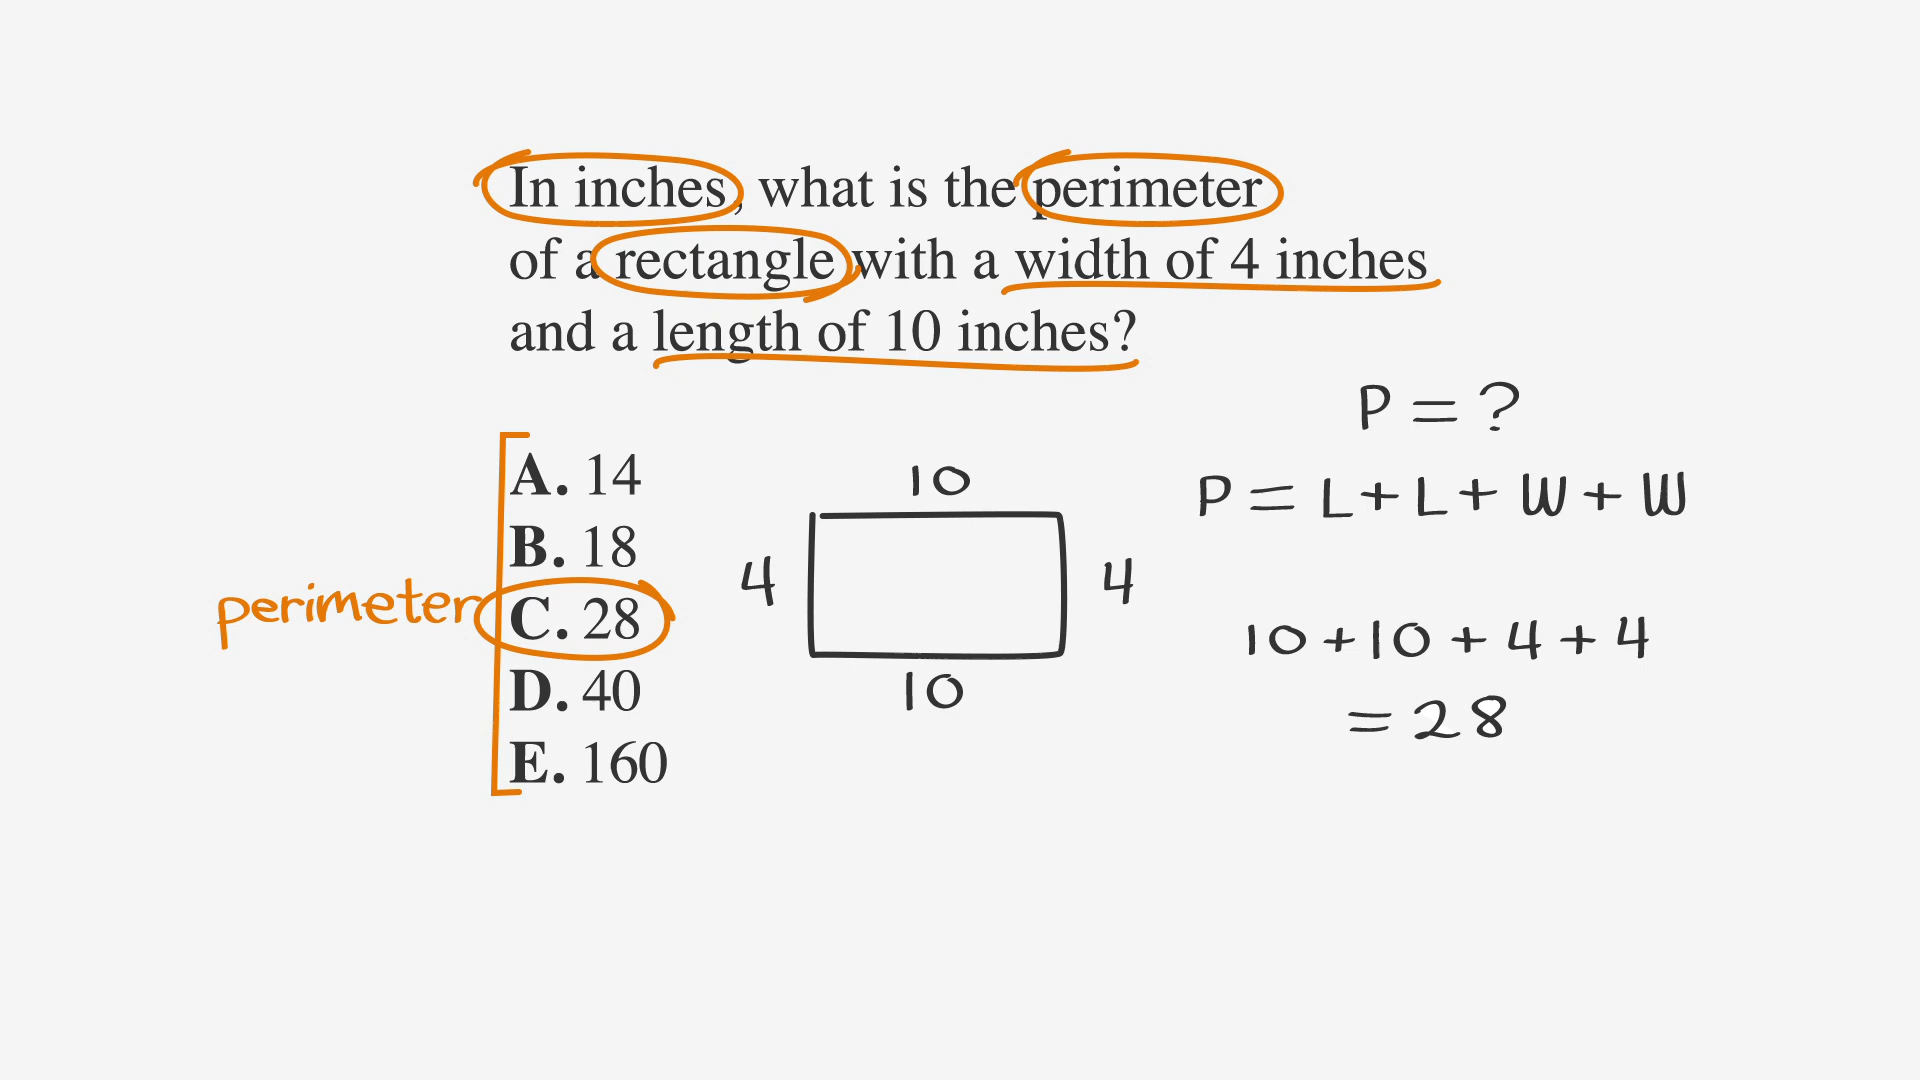 In inches, what is the perimeter
of a rectangle with a width of 4 inches
and a length of 10 inches?
P = ?
P = L + L + W + W
A. 14
B. 18
C. 28
D. 40
E. 160
perimeter
10
4
4
10
10 + 10 + 4 + 4
= 28